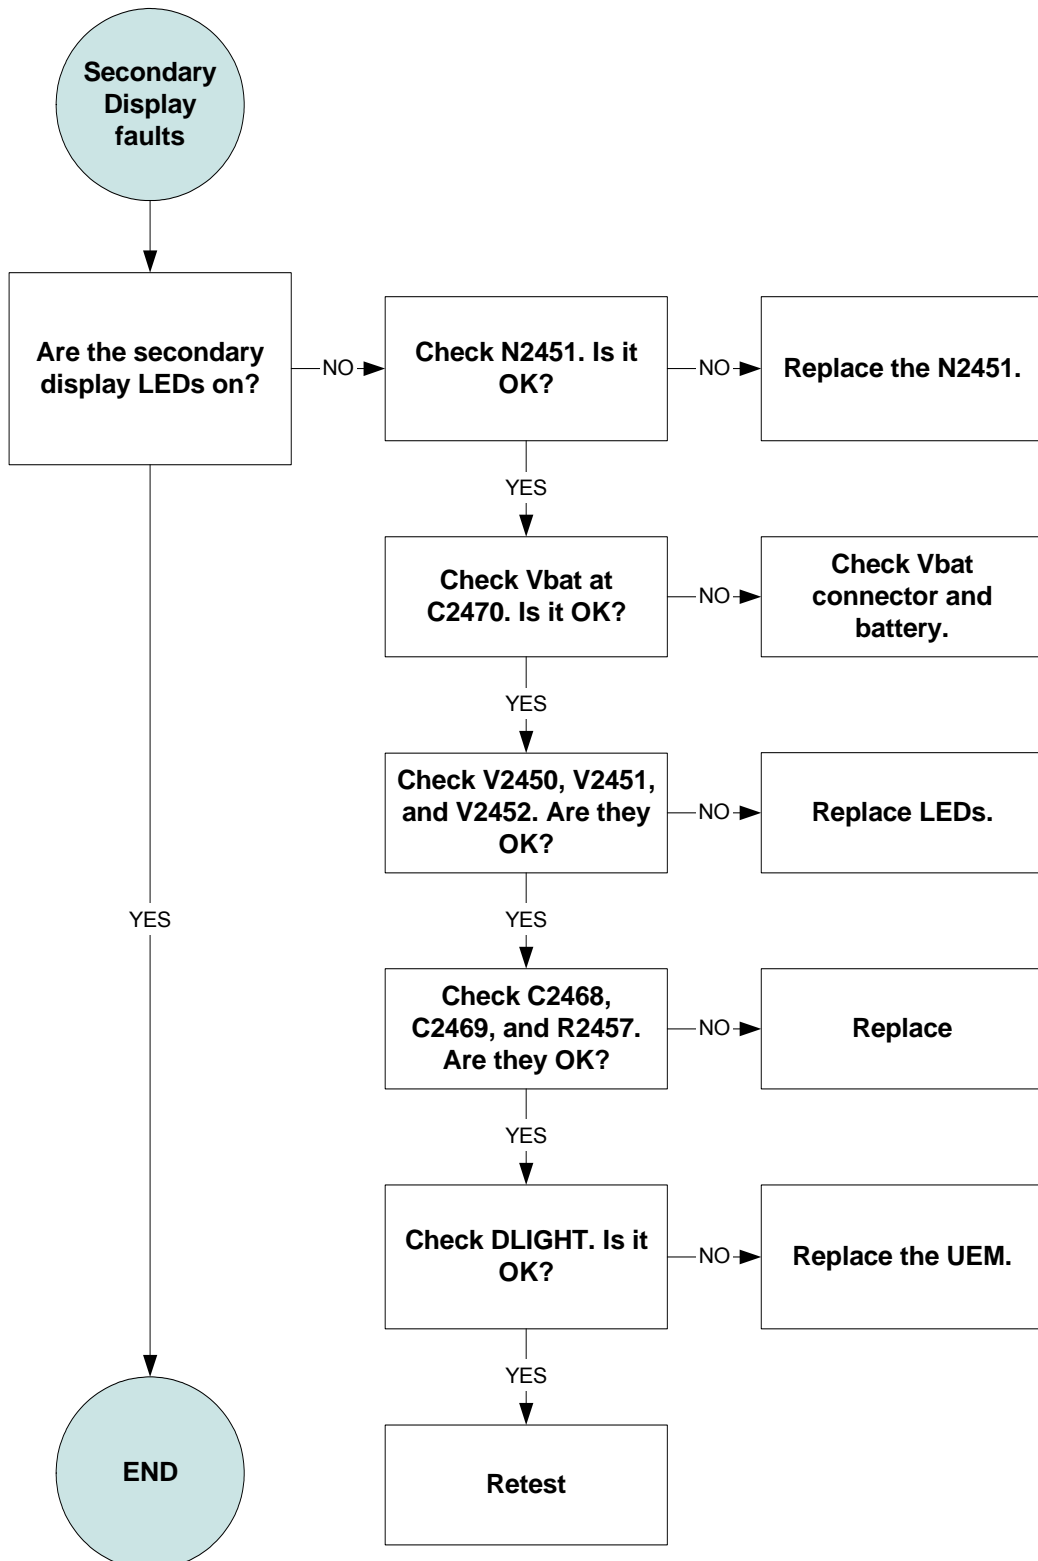 Secondary
Display
faults
Are the secondary
display LEDs on?
NO
Check N2451. Is it
OK?
NO
Replace the N2451.
YES
Check Vbat at
C2470. Is it OK?
NO
Check Vbat
connector and
battery.
YES
Check V2450, V2451,
and V2452. Are they
OK?
NO
Replace LEDs.
YES
YES
Check C2468,
C2469, and R2457.
Are they OK?
NO
Replace
YES
Check DLIGHT. Is it
OK?
NO
Replace the UEM.
YES
END
Retest